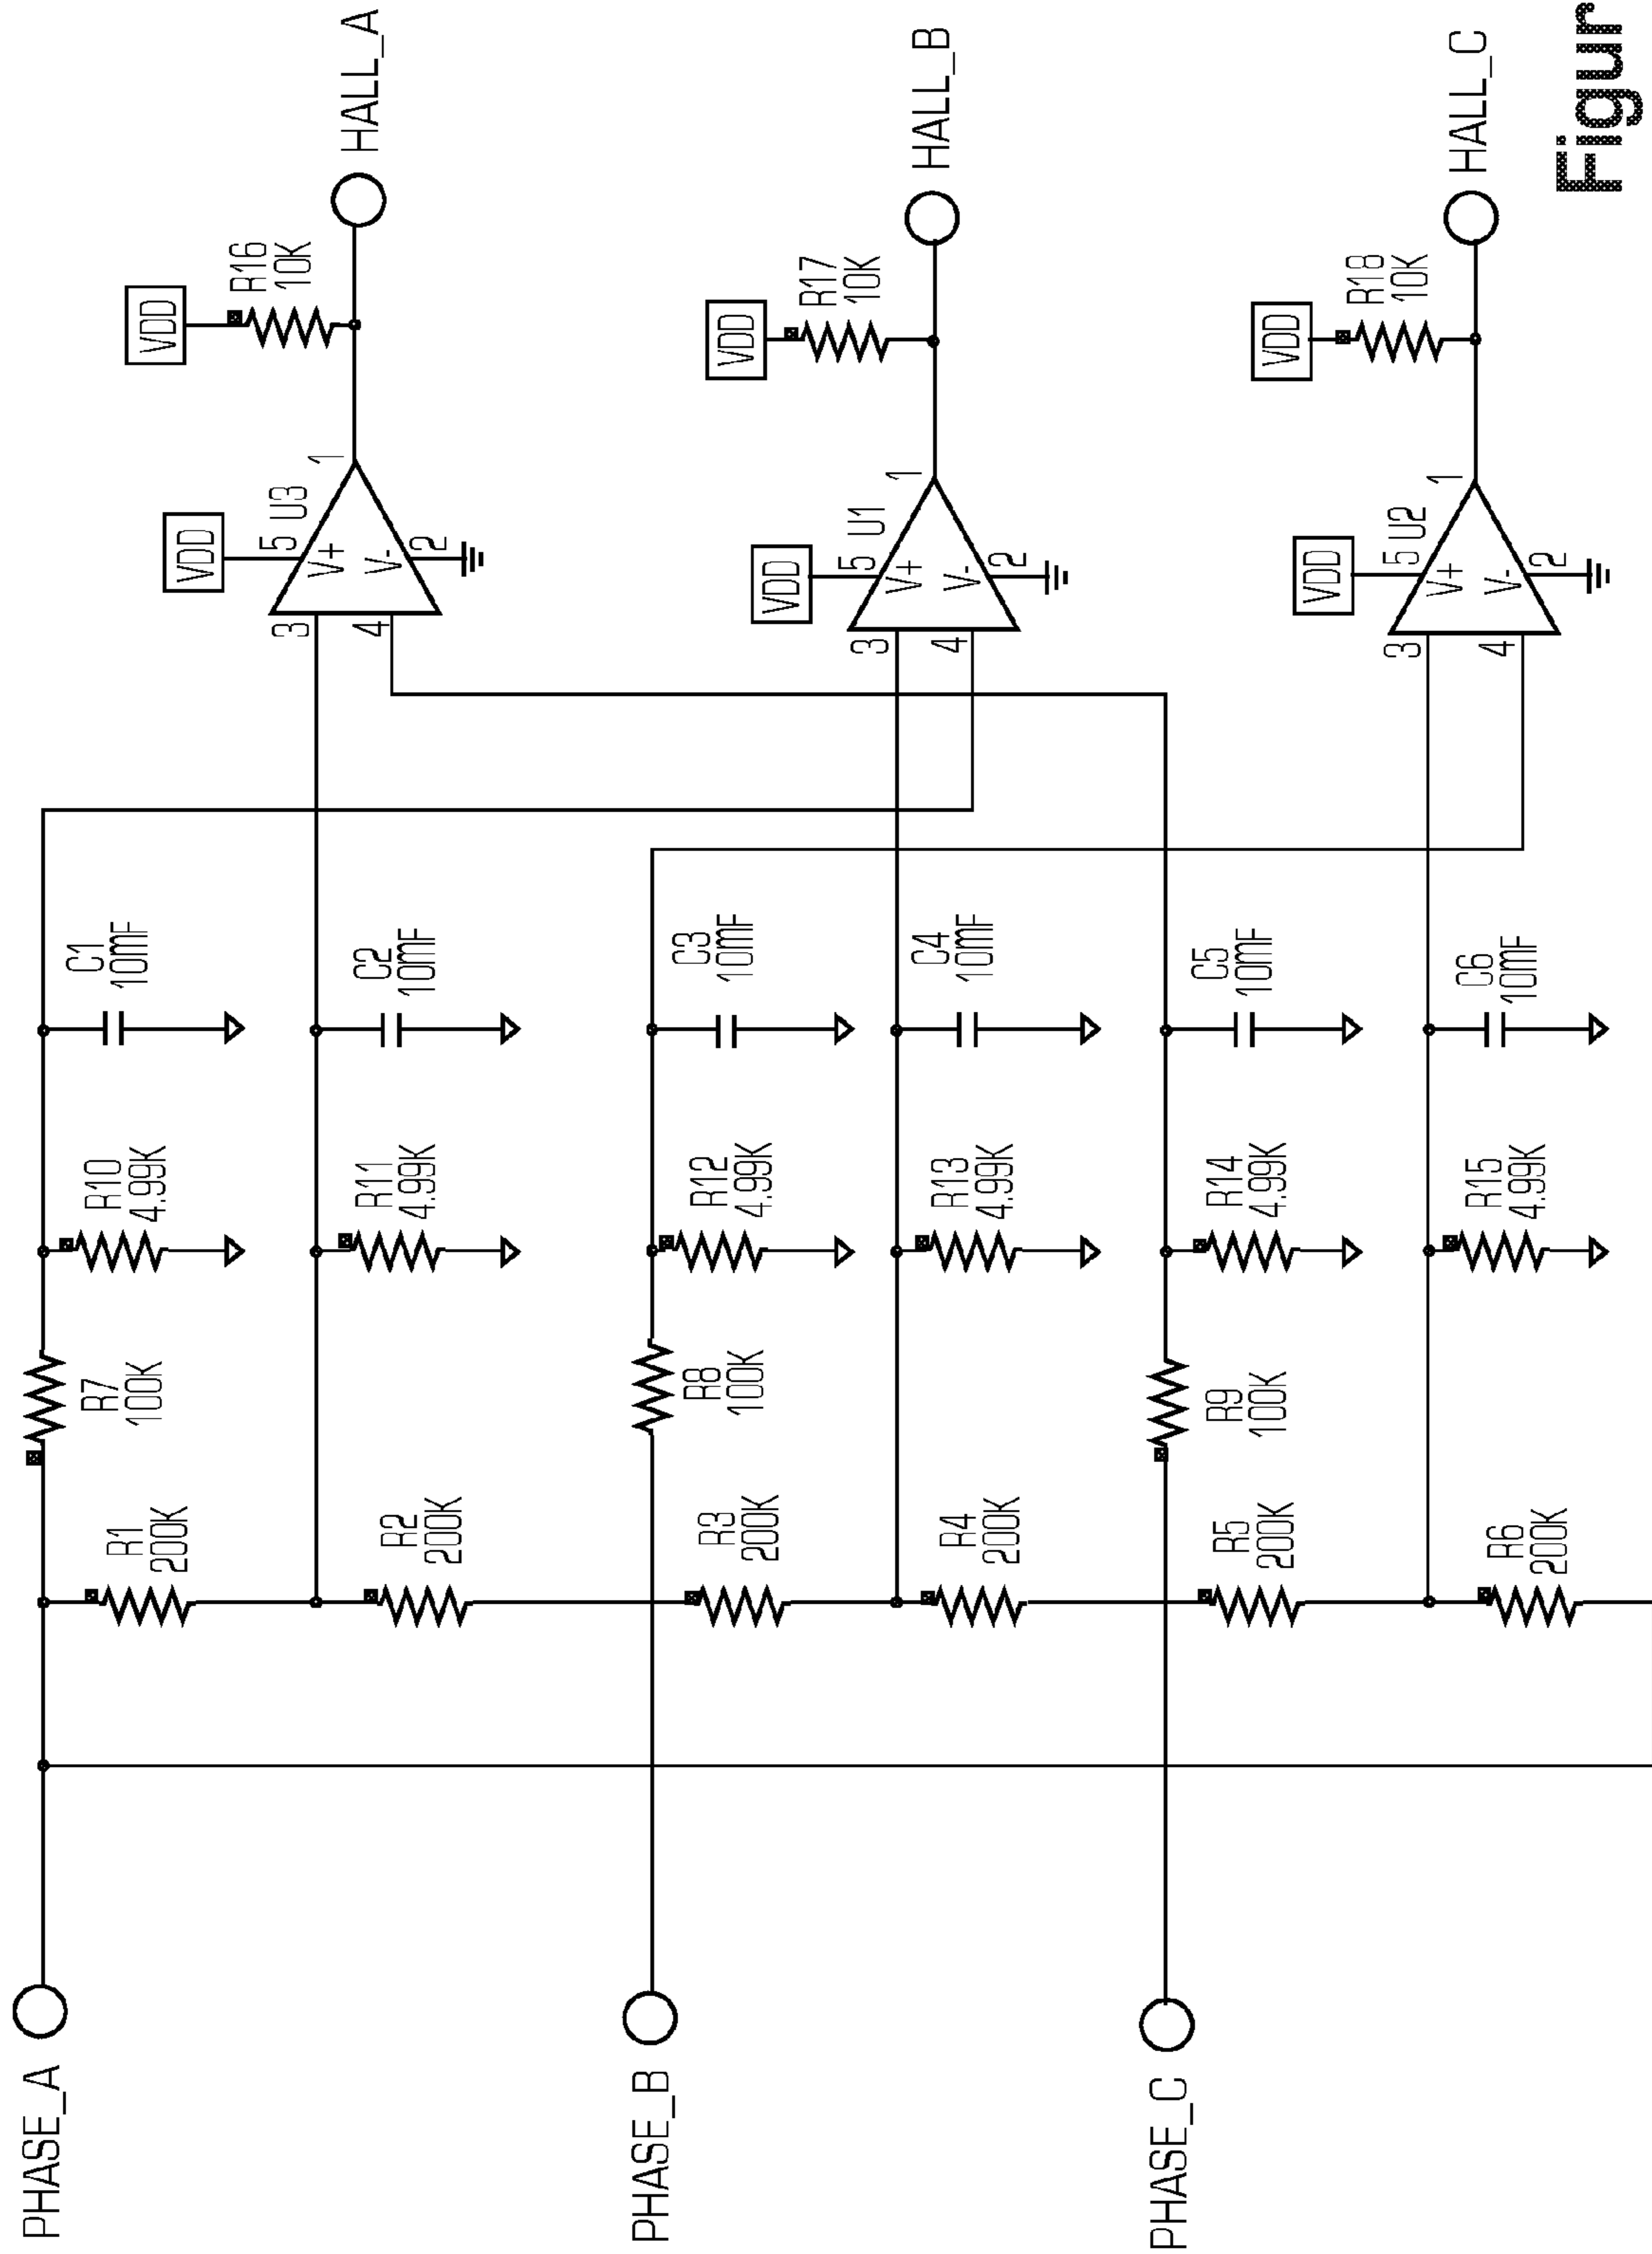 PHASE_A
R1
200K
R7
100K
R10
4.99K
C1
10mF
R2
200K
R11
4.99K
C2
10mF
VDD
3
4
5
V+
V-
2
U3
1
VDD
R16
10K
HALL_A
PHASE_B
R3
200K
R8
100K
R12
4.99K
C3
10mF
R4
200K
R13
4.99K
C4
10mF
VDD
3
4
5
V+
V-
2
U1
1
VDD
R17
10K
HALL_B
PHASE_C
R5
200K
R9
100K
R14
4.99K
C5
10mF
R6
200K
R15
4.99K
C6
10mF
VDD
3
4
5
V+
V-
2
U2
1
VDD
R18
10K
HALL_C
Figur